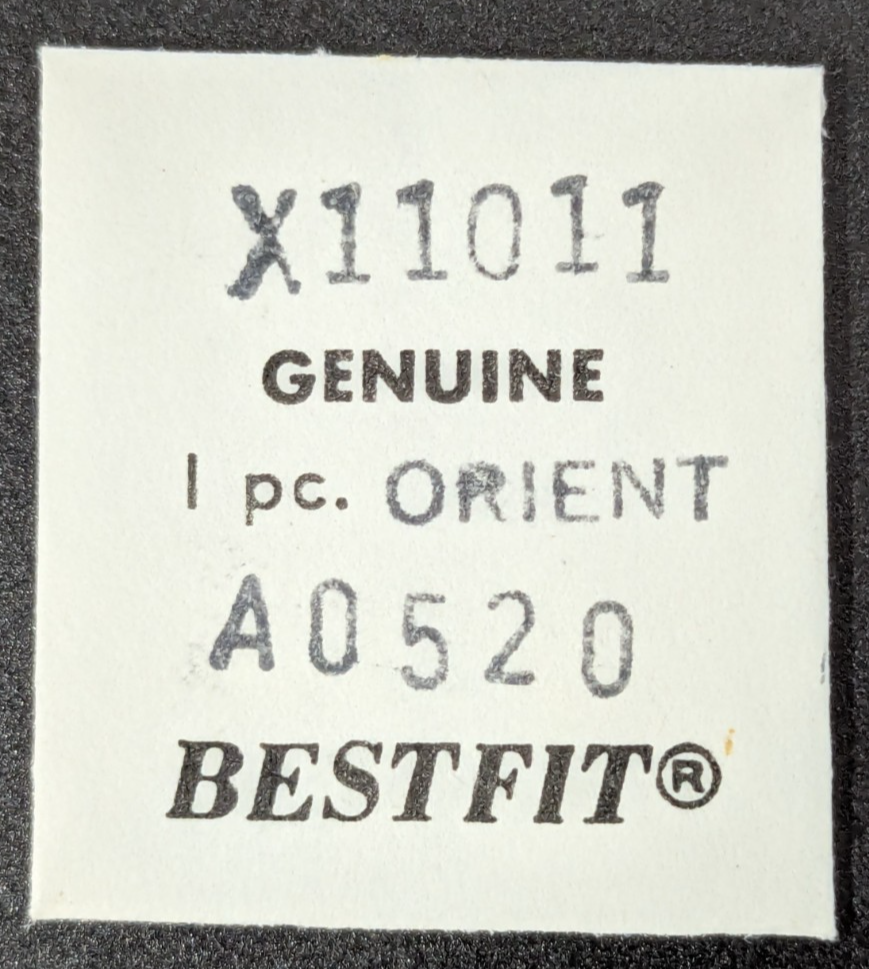 X11011
GENUINE
1 pc. ORIENT
A0520
BESTFIT®